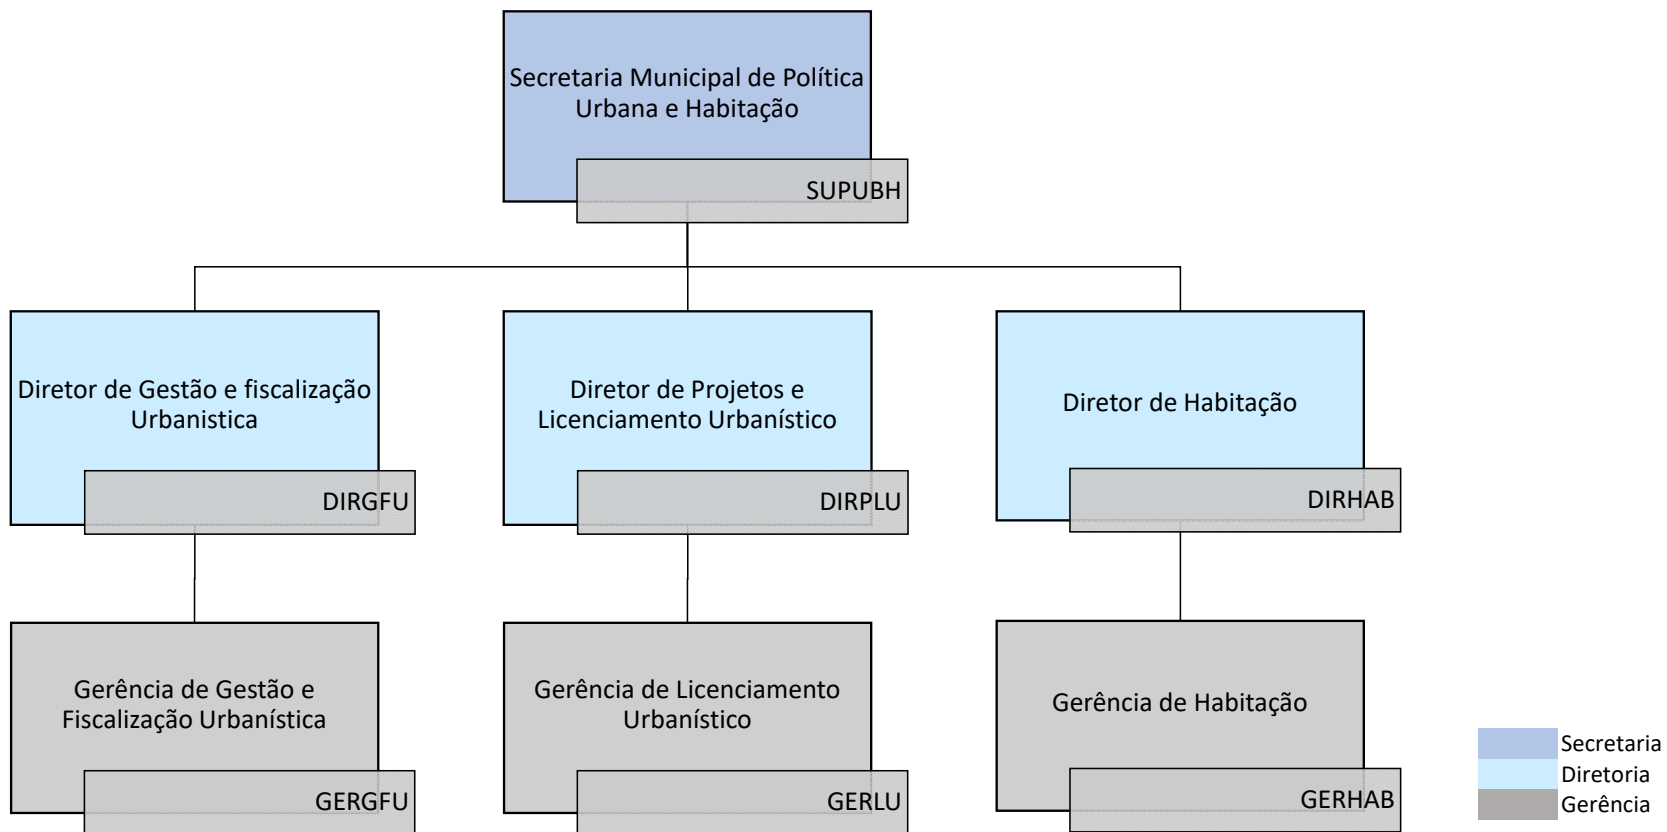 Secretaria Municipal de Política
Urbana e Habitação
SUPUBH
Diretor de Gestão e fiscalização
Urbanistica
DIRGFU
Diretor de Projetos e
Licenciamento Urbanístico
DIRPLU
Diretor de Habitação
DIRHAB
Gerência de Gestão e
Fiscalização Urbanística
GERGFU
Gerência de Licenciamento
Urbanístico
GERLU
Gerência de Habitação
GERHAB
Secretaria
Diretoria
Gerência